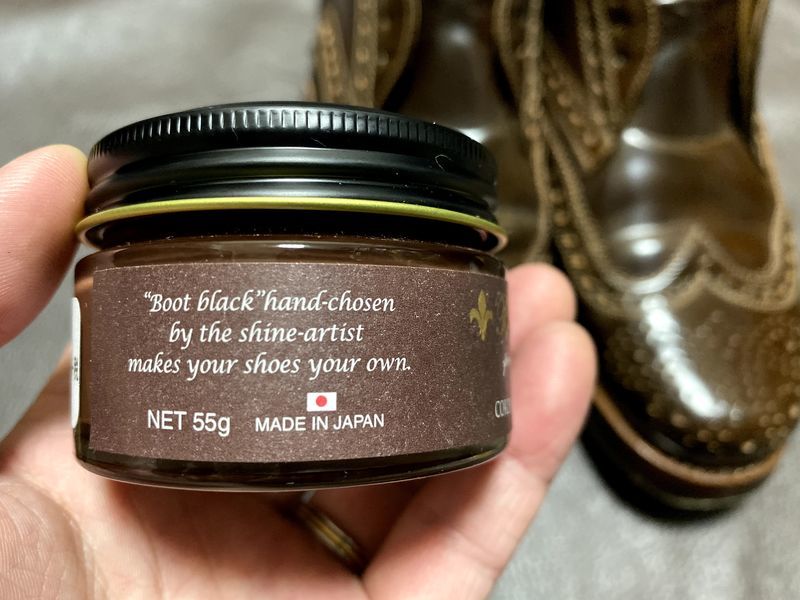 “Boot black”hand-chosen
by the shine-artist
makes your shoes your own.
NET 55g
MADE IN JAPAN